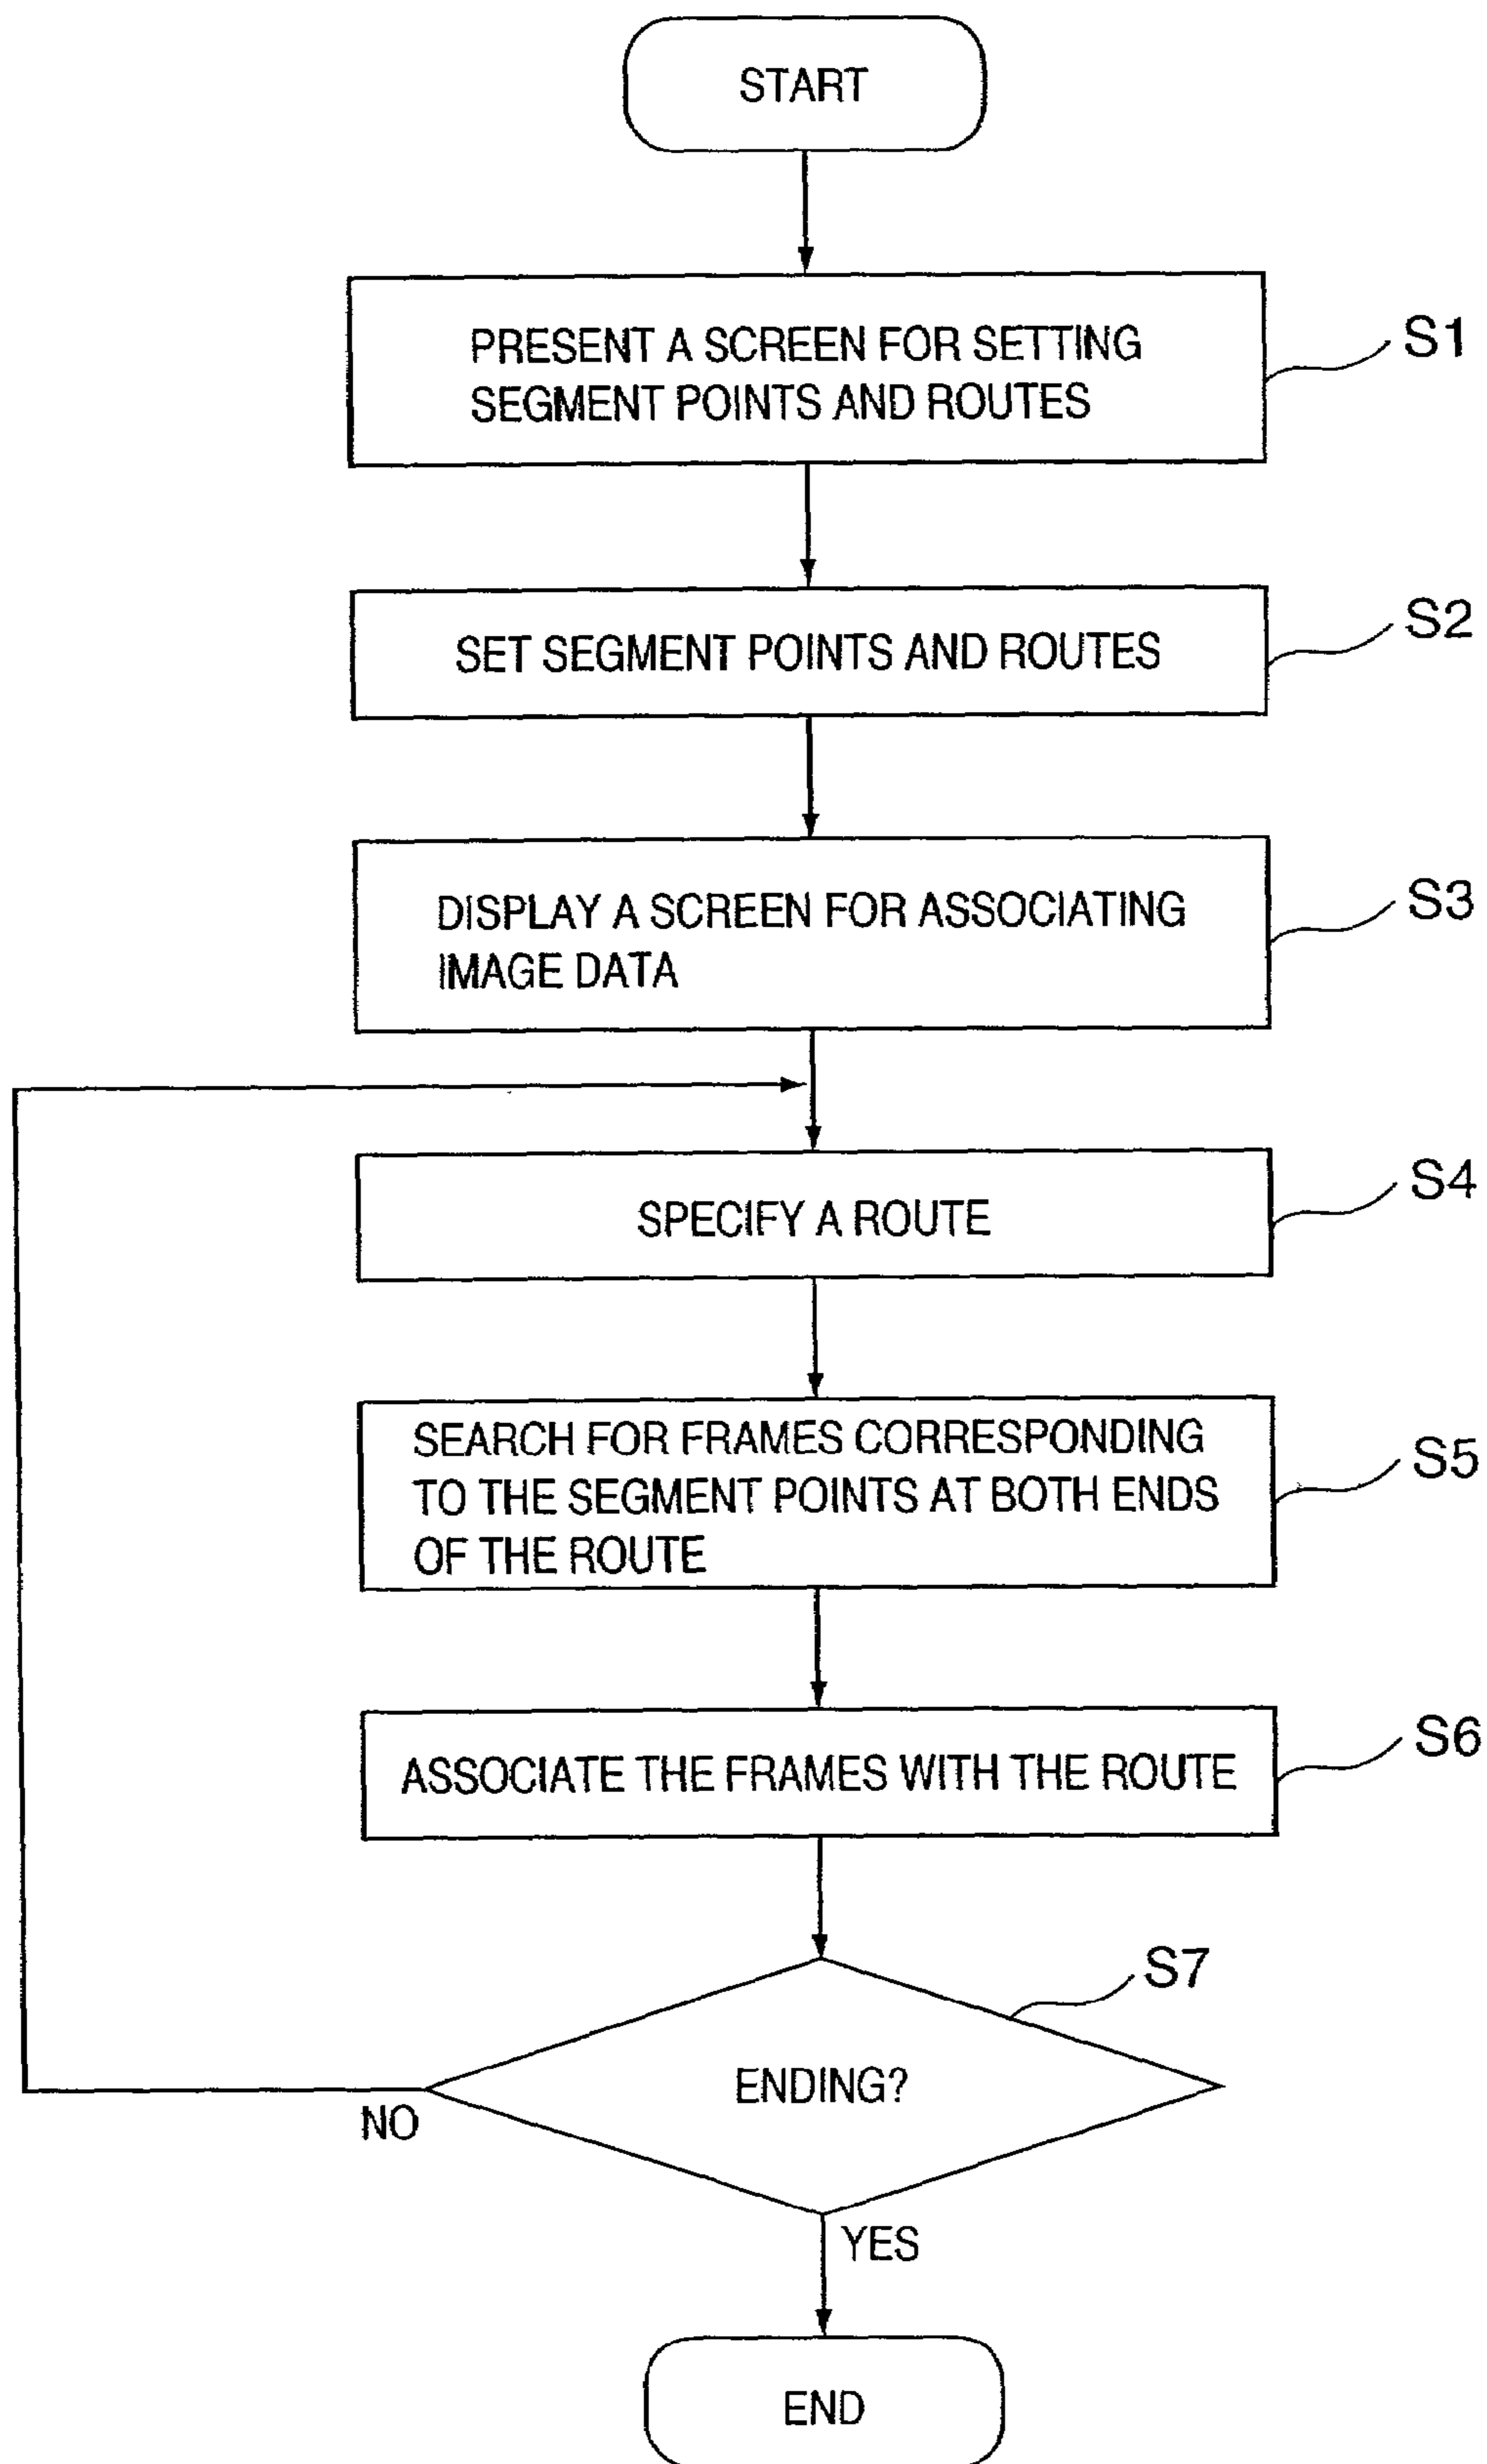 START
PRESENT A SCREEN FOR SETTING
SEGMENT POINTS AND ROUTES
S1
SET SEGMENT POINTS AND ROUTES
S2
DISPLAY A SCREEN FOR ASSOCIATING
IMAGE DATA
S3
SPECIFY A ROUTE
S4
SEARCH FOR FRAMES CORRESPONDING
TO THE SEGMENT POINTS AT BOTH ENDS
OF THE ROUTE
S5
ASSOCIATE THE FRAMES WITH THE ROUTE
S6
S7
ENDING?
NO
YES
END